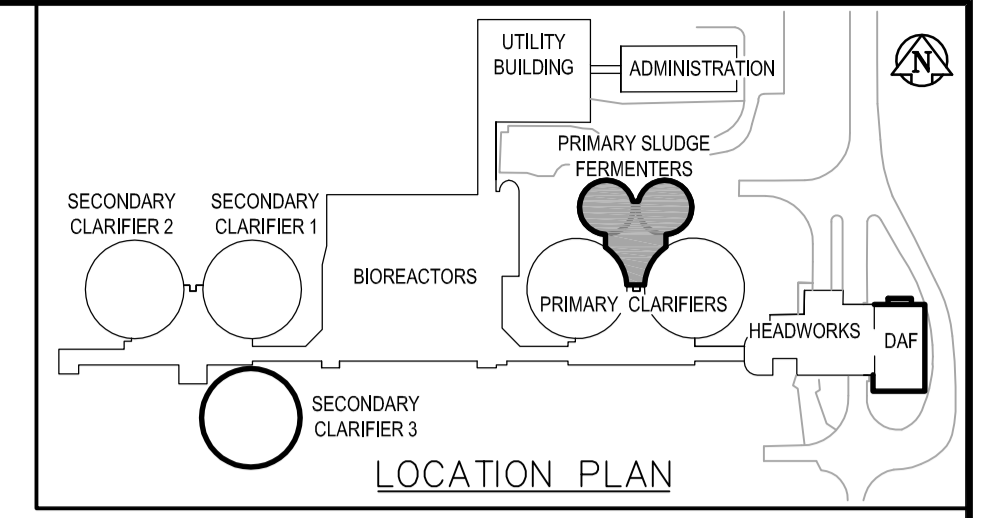 UTILITY
BUILDING
ADMINISTRATION
N
PRIMARY SLUDGE
FERMENTERS
SECONDARY
CLARIFIER 2
SECONDARY
CLARIFIER 1
BIOREACTORS
PRIMARY CLARIFIERS
HEADWORKS
DAF
SECONDARY
CLARIFIER 3
LOCATION PLAN